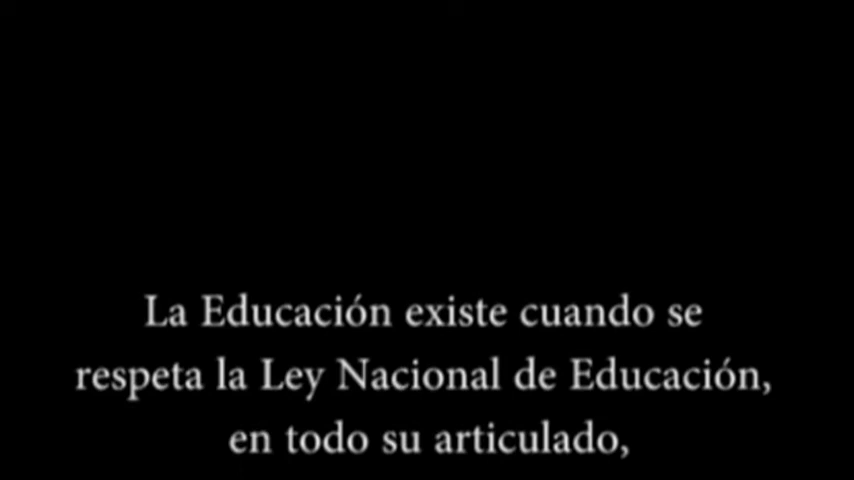 La Educación existe cuando se
respeta la Ley Nacional de Educación,
en todo su articulado,